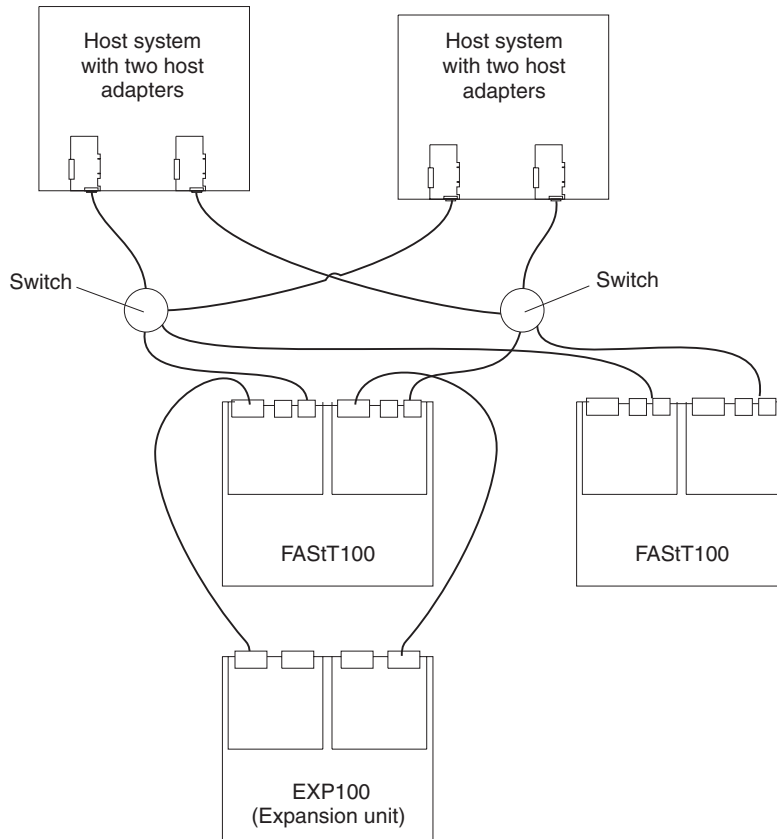 Host system
with two host
adapters
Host system
with two host
adapters
Switch
Switch
FAStT100
FAStT100
EXP100
(Expansion unit)